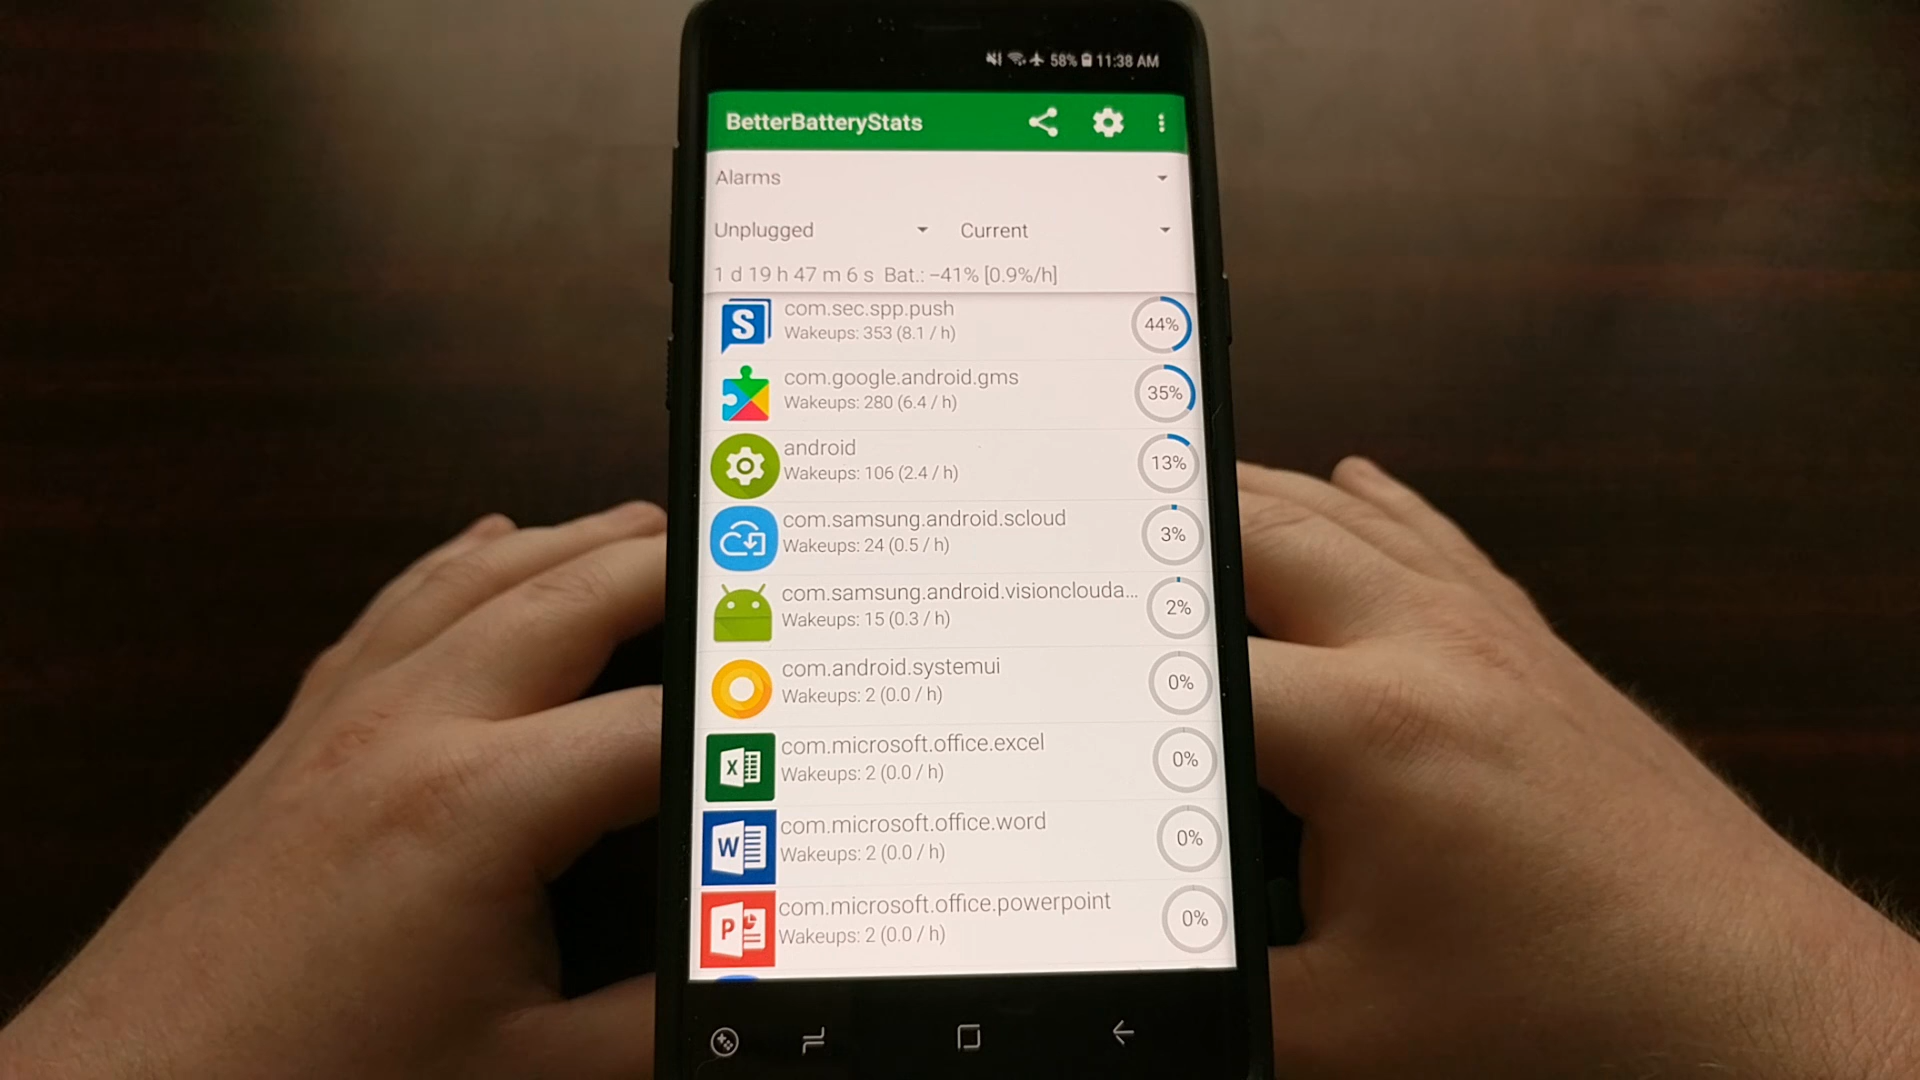 58% 11:38 AM
BetterBatteryStats
Alarms
Unplugged Current
1 d 19 h 47 m 6 s Bat.: –41% [0.9%/h]
S
com.sec.spp.push
Wakeups: 353 (8.1 / h)
44%
com.google.android.gms
Wakeups: 280 (6.4 / h)
35%
android
Wakeups: 106 (2.4 / h)
13%
com.samsung.android.scloud
Wakeups: 24 (0.5 / h)
3%
com.samsung.android.visionclouda...
Wakeups: 15 (0.3 / h)
2%
com.android.systemui
Wakeups: 2 (0.0 / h)
0%
X
com.microsoft.office.excel
Wakeups: 2 (0.0 / h)
0%
W
com.microsoft.office.word
Wakeups: 2 (0.0 / h)
0%
P
com.microsoft.office.powerpoint
Wakeups: 2 (0.0 / h)
0%